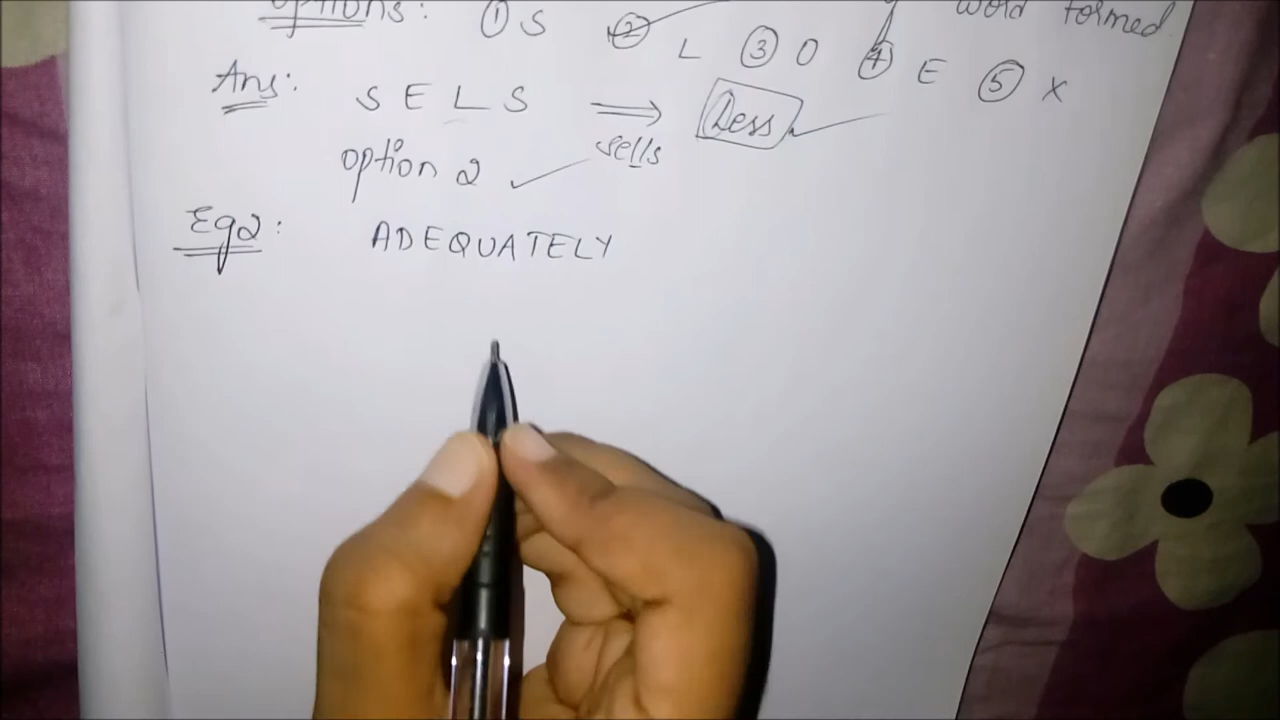 options: ① S ② L ③ O ④ E ⑤ X
word formed.
Ans: S E L S ⇒ Less
sells
option 2
Eg2: ADEQUATELY